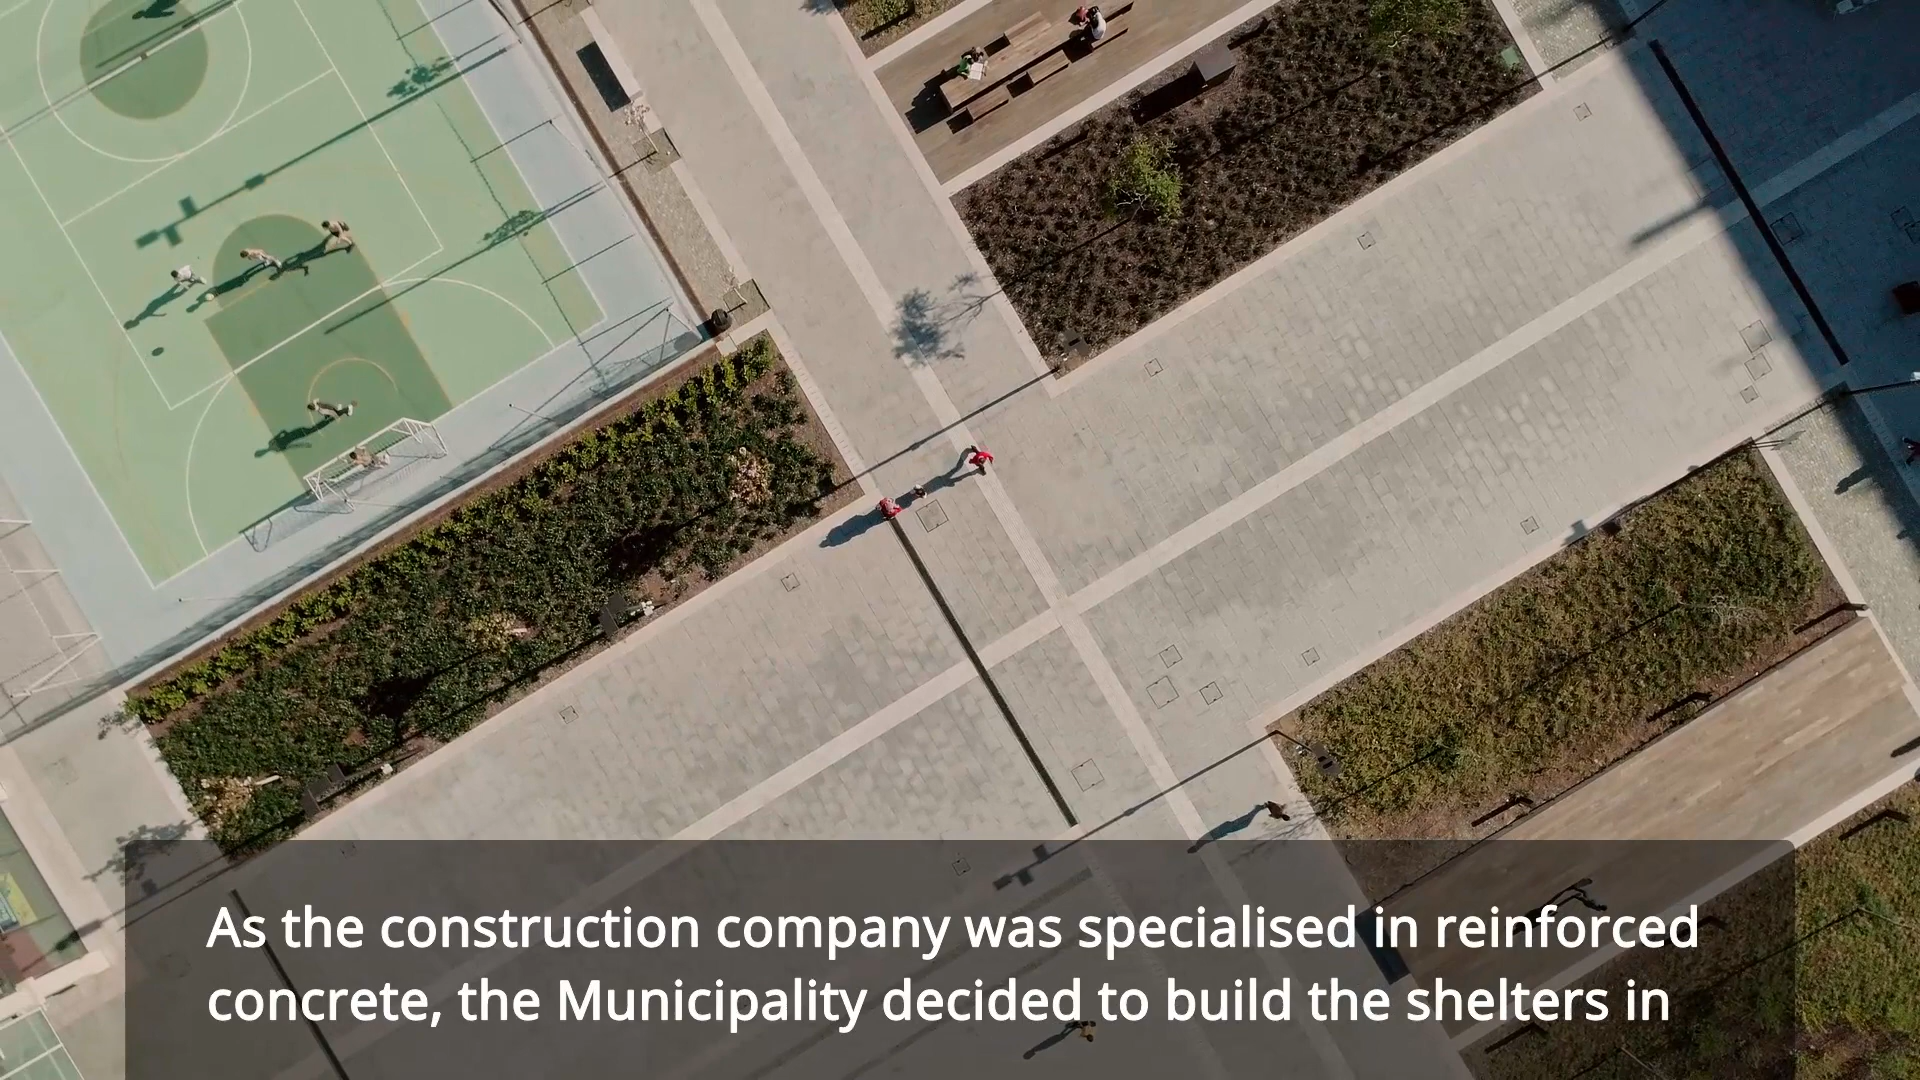 As the construction company was specialised in reinforced
concrete, the Municipality decided to build the shelters in